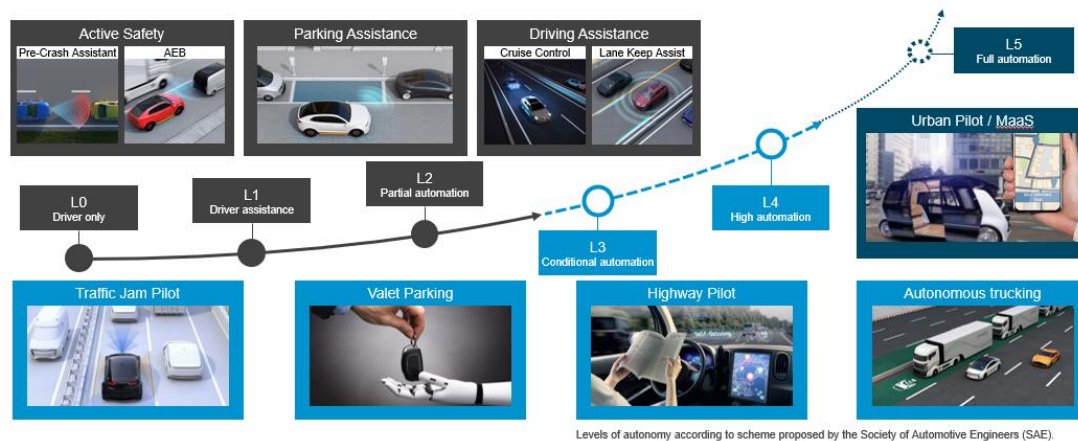 Active Safety
Pre-Crash Assistant
AEB
Parking Assistance
Driving Assistance
Cruise Control
Lane Keep Assist
L5
Full automation
Urban Pilot / MaaS
L4
High automation
L3
Conditional automation
L2
Partial automation
L1
Driver assistance
L0
Driver only
Traffic Jam Pilot
Valet Parking
Highway Pilot
Autonomous trucking
Levels of autonomy according to scheme proposed by the Society of Automotive Engineers (SAE).